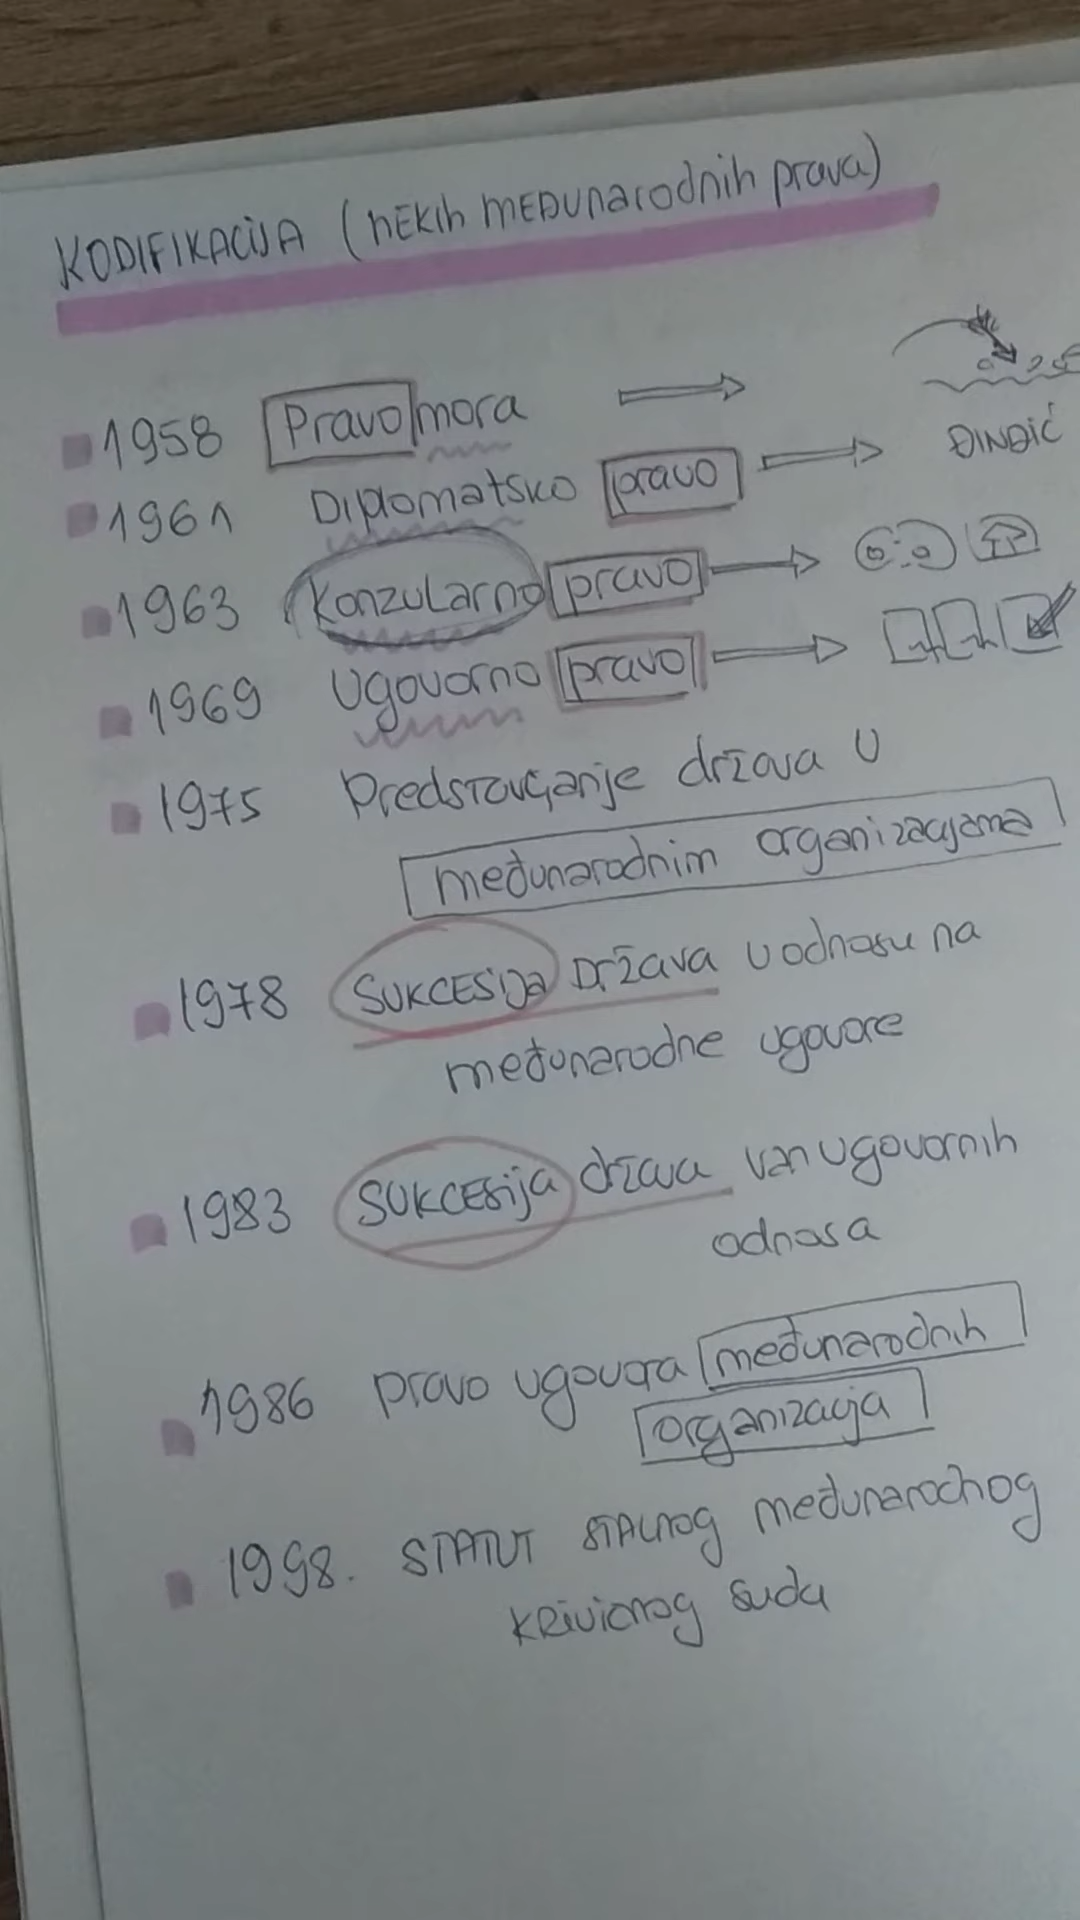 KODIFIKACIJA (nEKih MEĐUnarodnih prava)
1958 Pravo mora
1961 Diplomatsko pravo ĐINĐIĆ
1963 Konzularno pravo
1969 Ugovorno pravo
1975 Predstavljanje država u
međunarodnim organizacijama
1978 SUKCESIJA DRŽAVA u odnosu na
međunarodne ugovore
1983 SUKCESija država van ugovornih
odnosa
1986 pravo ugovora međunarodnih
organizacija
1998. STATUT STALNOg međunarodnog
KRivičnog suda